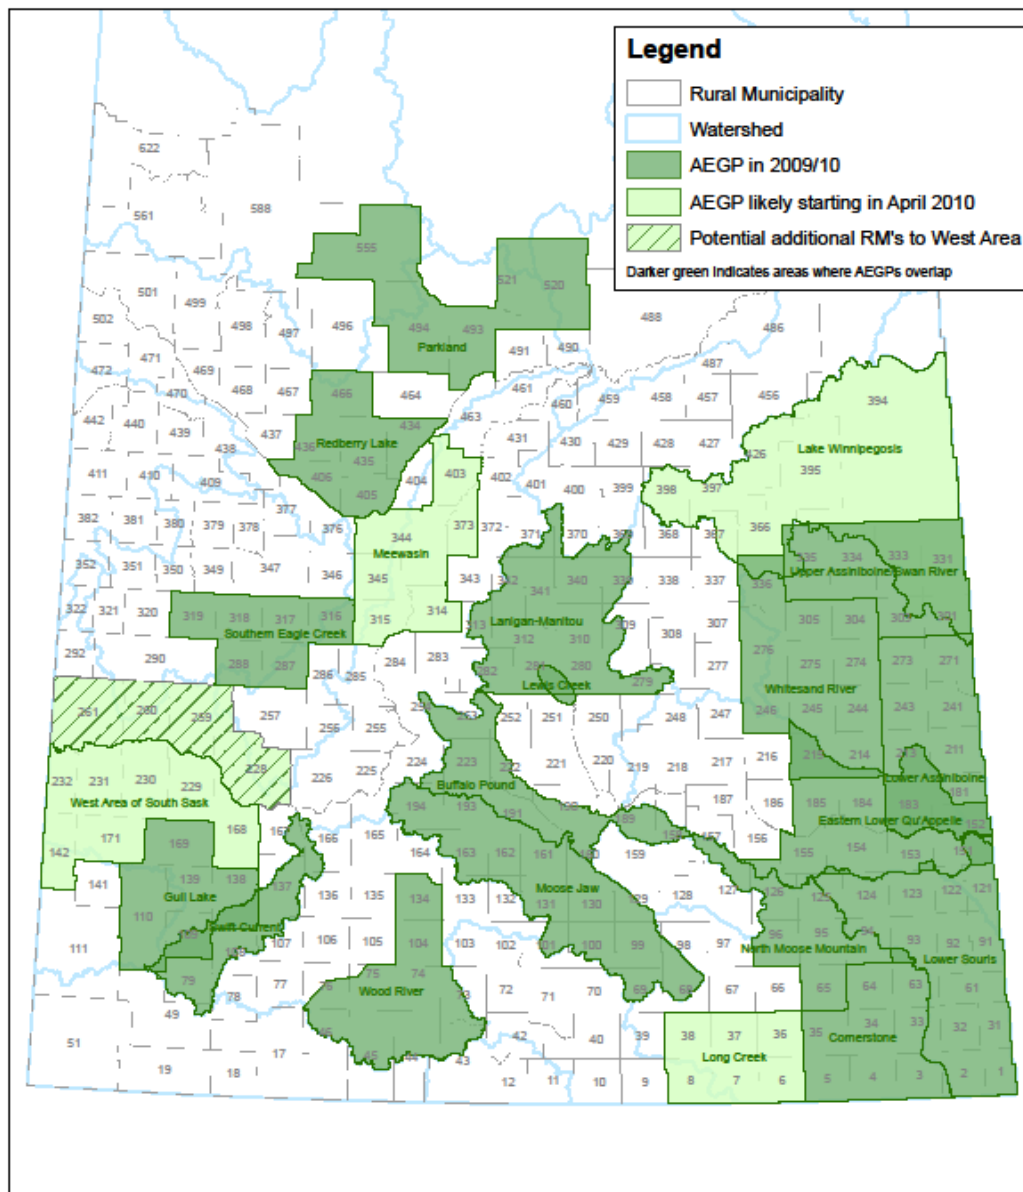 Legend
Rural Municipality
Watershed
AEGP in 2009/10
AEGP likely starting in April 2010
Potential additional RM's to West Area
Darker green indicates areas where AEGPs overlap
622
588
561
555
521 520
501 499
502 498 497 496
494 493
488 486
Parkland
491 490
471 469
472 487
470 468 467 466 464
461 459 458 457 456
460
394
442 440 439 437
434 463
436 Redberry Lake
431 430 429 428 427
438 435
Lake Winnipegosis
426
411 410 409
406 405 404 403 402 401 400 399
398 397 395
377
382 381 380 379 378 376
373 372 371 370 368 367 366
344
Meewasin
352 351 350 349 347 346 345
343 341 340 338 337 336
335 334 333 331
Upper Assiniboine/Swan River
322 321 320 319 318 317 316 315 314
Southern Eagle Creek
Lanigan-Manitou
313 312 310 309 308 307 305 304
292 290 288 287 286 285 284 283 282 281 280 279
277 276 275 274 273 271
Lewis Creek
Whitesand River
261 260 259 257 256 255
252 251 250 248 247 246 245 244 243 241
232 231 230 229 228 226 225 224 223 222 221 220 219 218 217 216 214 211
Buffalo Pound
Lower Assiniboine
West Area of South Sask
194 193 191 189 187 186 185 184 183 181
Eastern Lower Qu'Appelle
171 169 168 166 165 164 163 162 161 159 157 156 155 154 153
142 141 139 138 137 136 135 134 133 132 131 130 128 127 126 124 123 122 121
Gull Lake
Moose Jaw
Swift Current
111 110 107 106 105 104 103 102 101 100 99 98 97 96 95 94 93 92 91
North Moose Mountain
Lower Souris
79 78 77 76 75 74 73 72 71 70 69 68 67 66 65 64 63 61
Wood River
51 49 46 45 43 42 40 39 38 37 36 35 34 33 32 31
Long Creek
Cornerstone
19 18 17 12 11 10 9 8 7 6 5 4 3 2 1